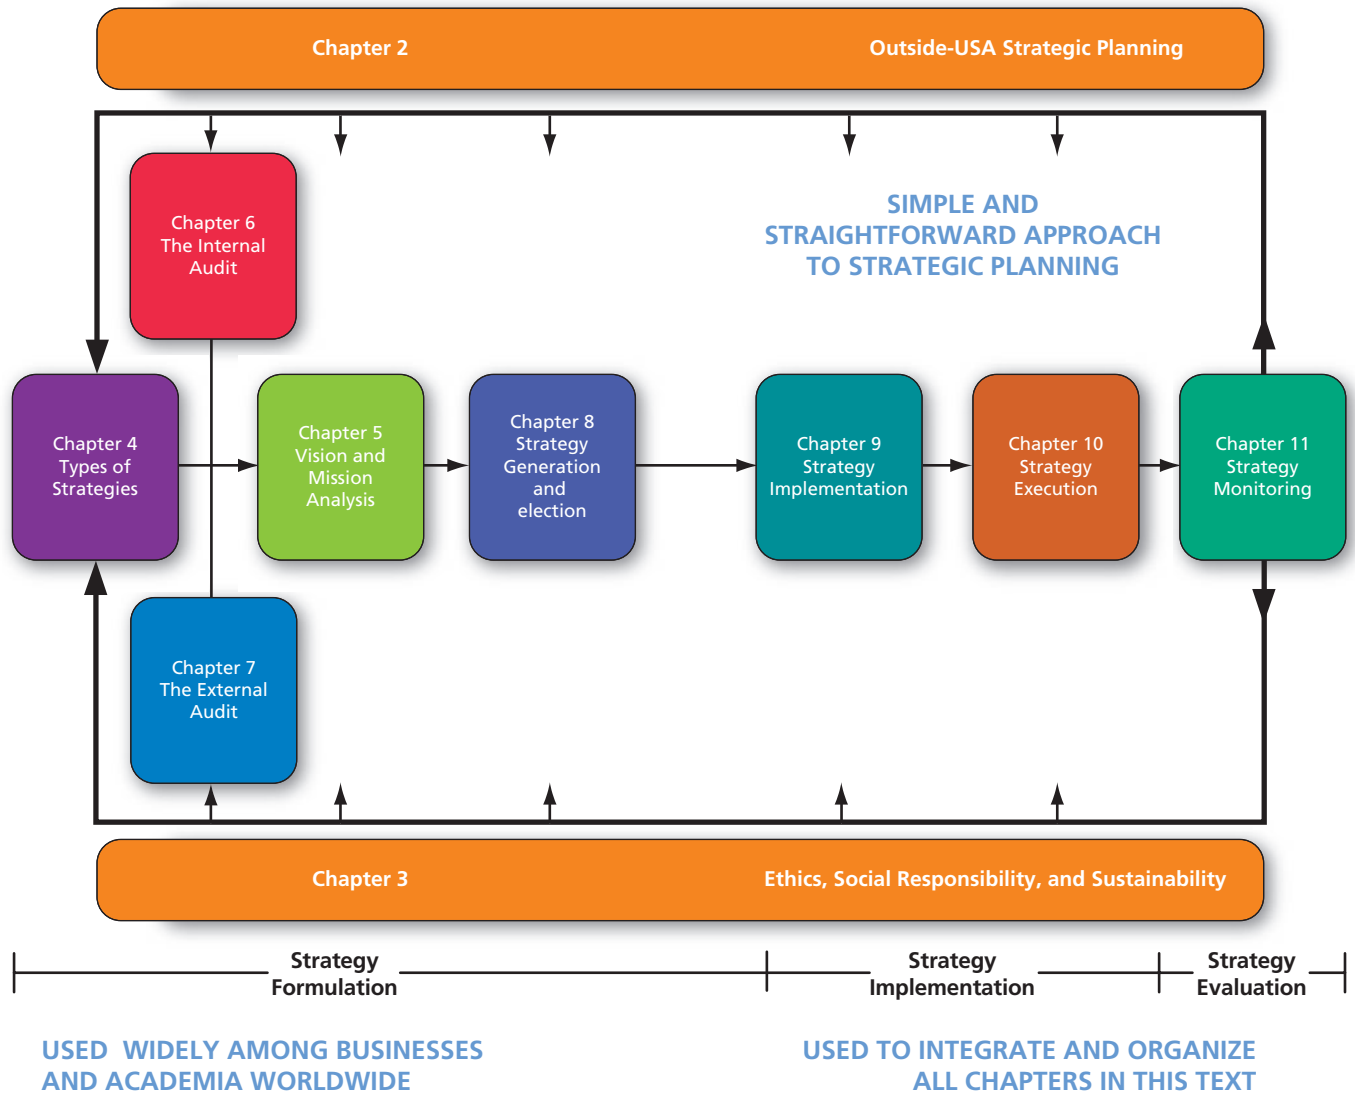 Chapter 2
Outside-USA Strategic Planning
SIMPLE AND
STRAIGHTFORWARD APPROACH
TO STRATEGIC PLANNING
Chapter 6
The Internal
Audit
Chapter 4
Types of
Strategies
Chapter 5
Vision and
Mission
Analysis
Chapter 8
Strategy
Generation
and
election
Chapter 9
Strategy
Implementation
Chapter 10
Strategy
Execution
Chapter 11
Strategy
Monitoring
Chapter 7
The External
Audit
Chapter 3
Ethics, Social Responsibility, and Sustainability
Strategy
Formulation
Strategy
Implementation
Strategy
Evaluation
USED WIDELY AMONG BUSINESSES
AND ACADEMIA WORLDWIDE
USED TO INTEGRATE AND ORGANIZE
ALL CHAPTERS IN THIS TEXT